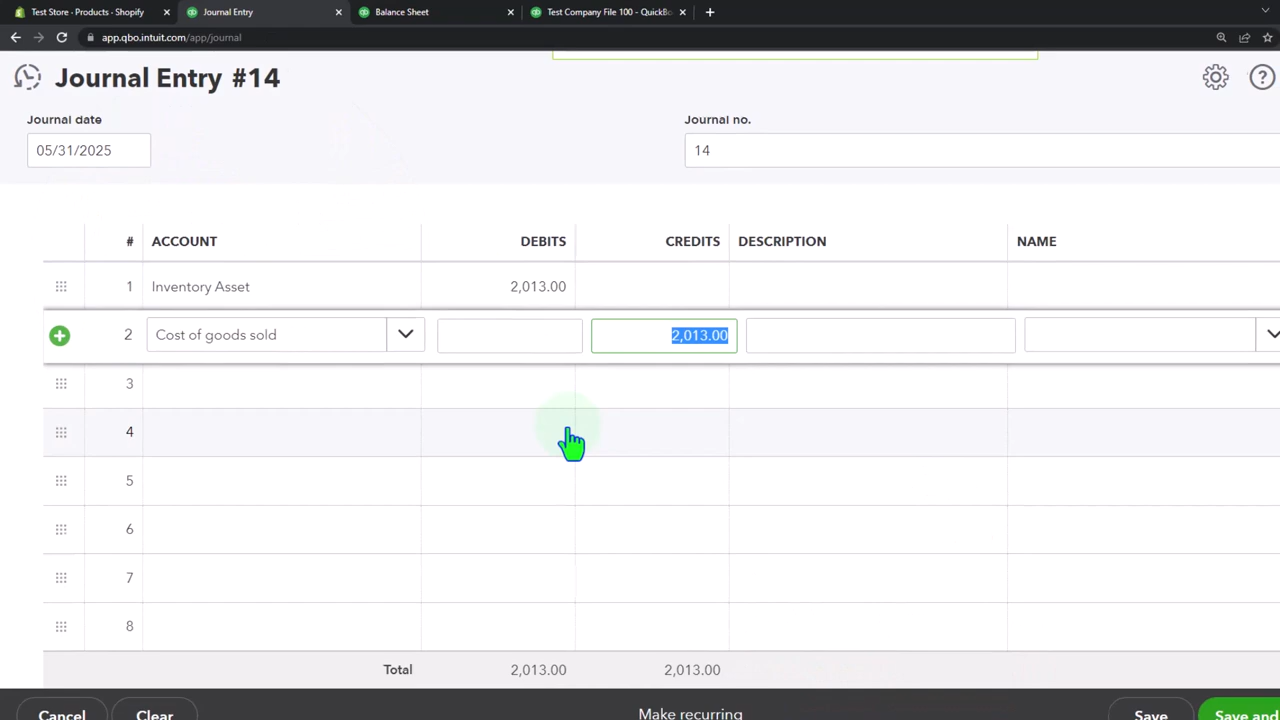 Test Store · Products · Shopify
Journal Entry
Balance Sheet
Test Company File 100 – QuickBo
app.qbo.intuit.com/app/journal
Journal Entry #14
Journal date
Journal no.
05/31/2025
14
# ACCOUNT DEBITS CREDITS DESCRIPTION NAME
1 Inventory Asset 2,013.00
2 Cost of goods sold 2,013.00
3
4
5
6
7
8
Total 2,013.00 2,013.00
Cancel Clear Make recurring Save Save and